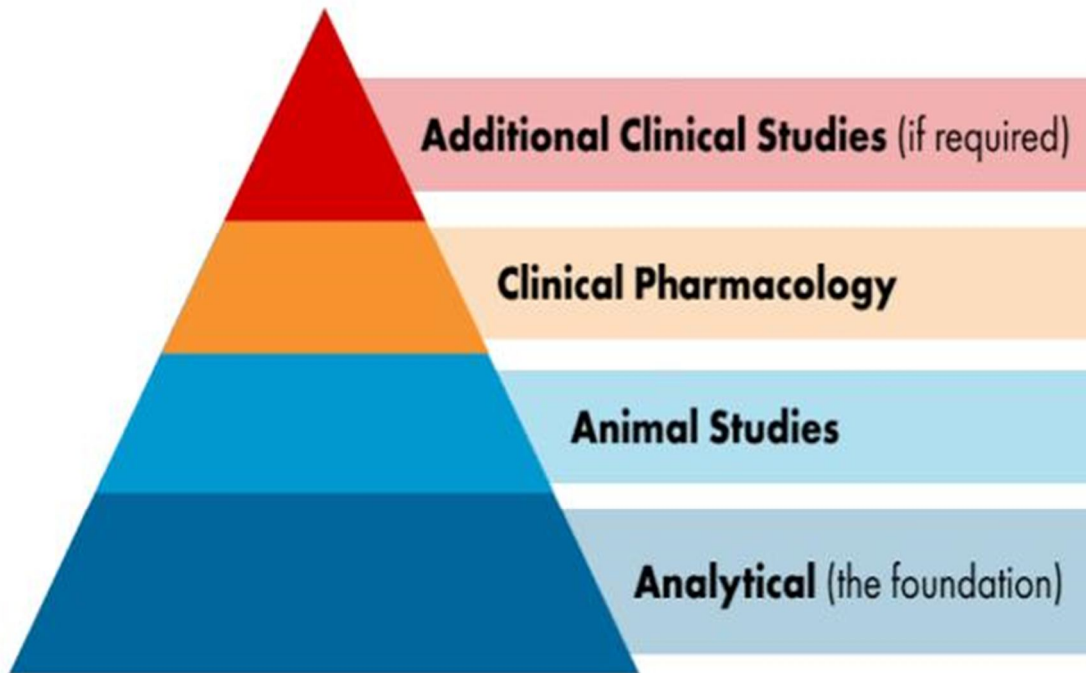 Additional Clinical Studies (if required)
Clinical Pharmacology
Animal Studies
Analytical (the foundation)